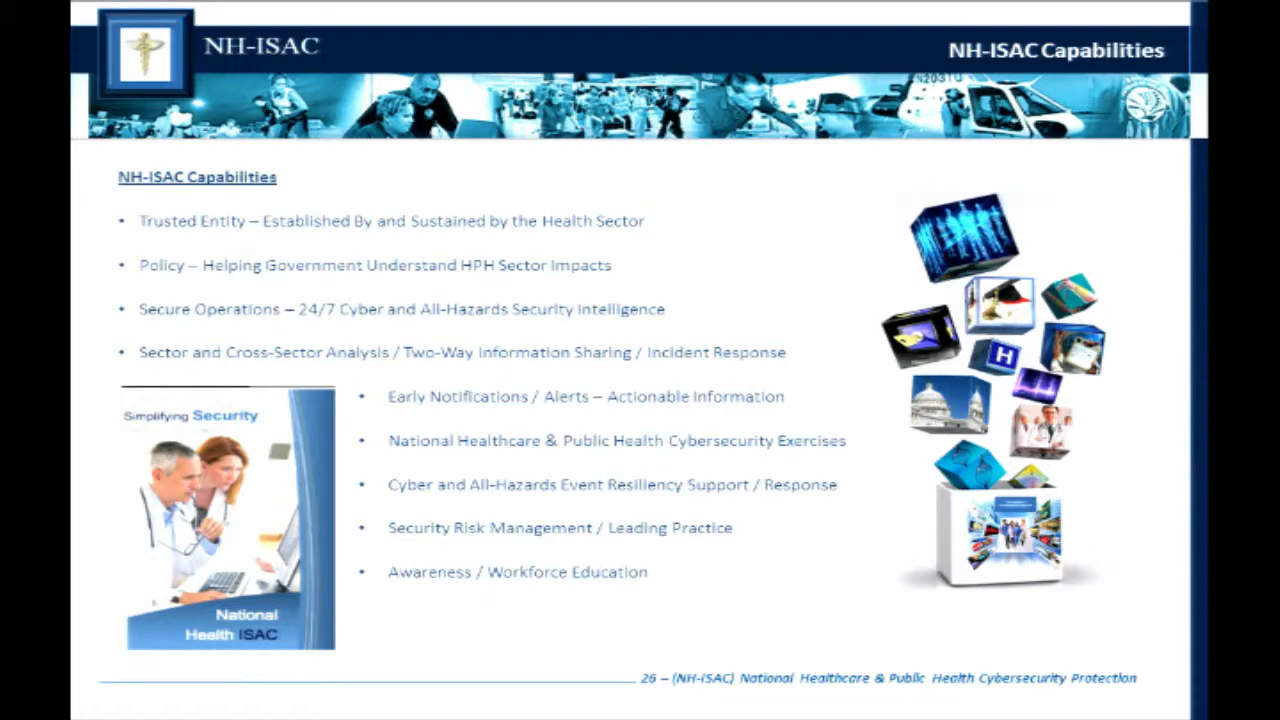 NH-ISAC
NH-ISAC Capabilities
N203TU
NH-ISAC Capabilities
• Trusted Entity – Established By and Sustained by the Health Sector
• Policy – Helping Government Understand HPH Sector Impacts
• Secure Operations – 24/7 Cyber and All-Hazards Security Intelligence
• Sector and Cross-Sector Analysis / Two-Way Information Sharing / Incident Response
• Early Notifications / Alerts – Actionable Information
• National Healthcare & Public Health Cybersecurity Exercises
• Cyber and All-Hazards Event Resiliency Support / Response
• Security Risk Management / Leading Practice
• Awareness / Workforce Education
Simplifying Security
National
Health ISAC
H
26 – (NH-ISAC) National Healthcare & Public Health Cybersecurity Protection